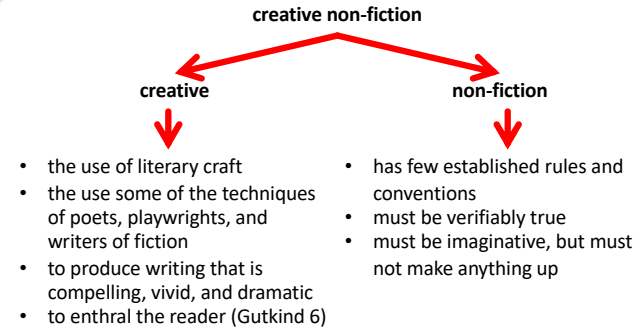 creative non-fiction
creative
non-fiction
• the use of literary craft
• the use some of the techniques
of poets, playwrights, and
writers of fiction
• to produce writing that is
compelling, vivid, and dramatic
• to enthral the reader (Gutkind 6)
• has few established rules and
conventions
• must be verifiably true
• must be imaginative, but must
not make anything up